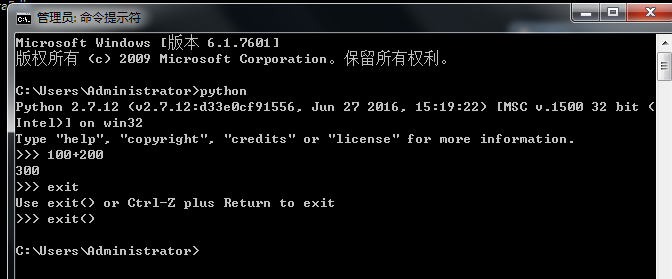 管理员: 命令提示符
Microsoft Windows [版本 6.1.7601]
版权所有 (c) 2009 Microsoft Corporation。保留所有权利。
C:\Users\Administrator>python
Python 2.7.12 (v2.7.12:d33e0cf91556, Jun 27 2016, 15:19:22) [MSC v.1500 32 bit (
Intel)] on win32
Type "help", "copyright", "credits" or "license" for more information.
>>> 100+200
300
>>> exit
Use exit() or Ctrl-Z plus Return to exit
>>> exit()
C:\Users\Administrator>